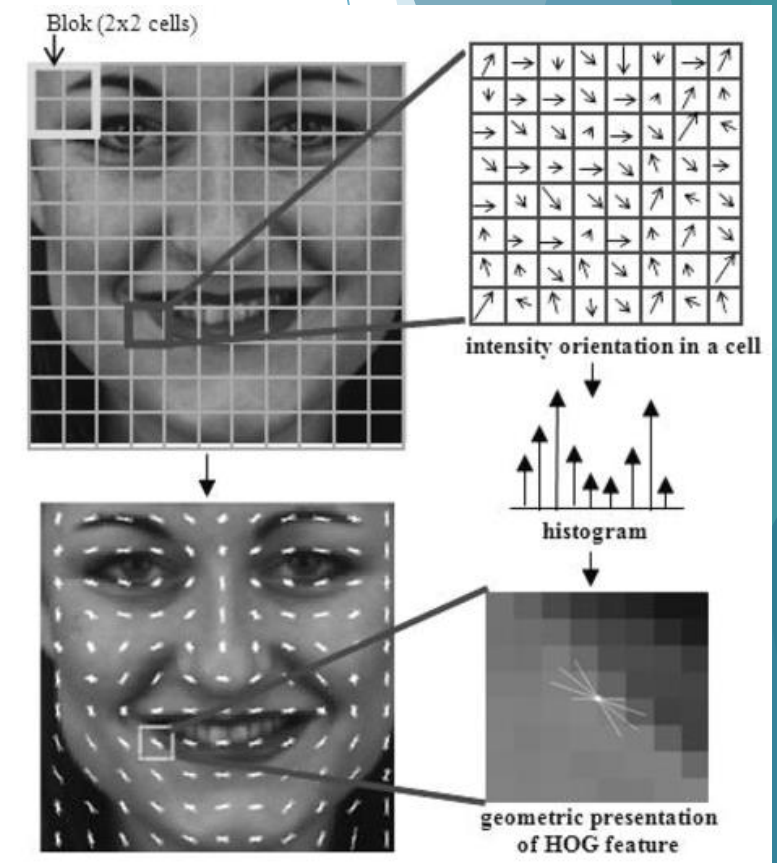 Blok (2x2 cells)
intensity orientation in a cell
histogram
geometric presentation
of HOG feature